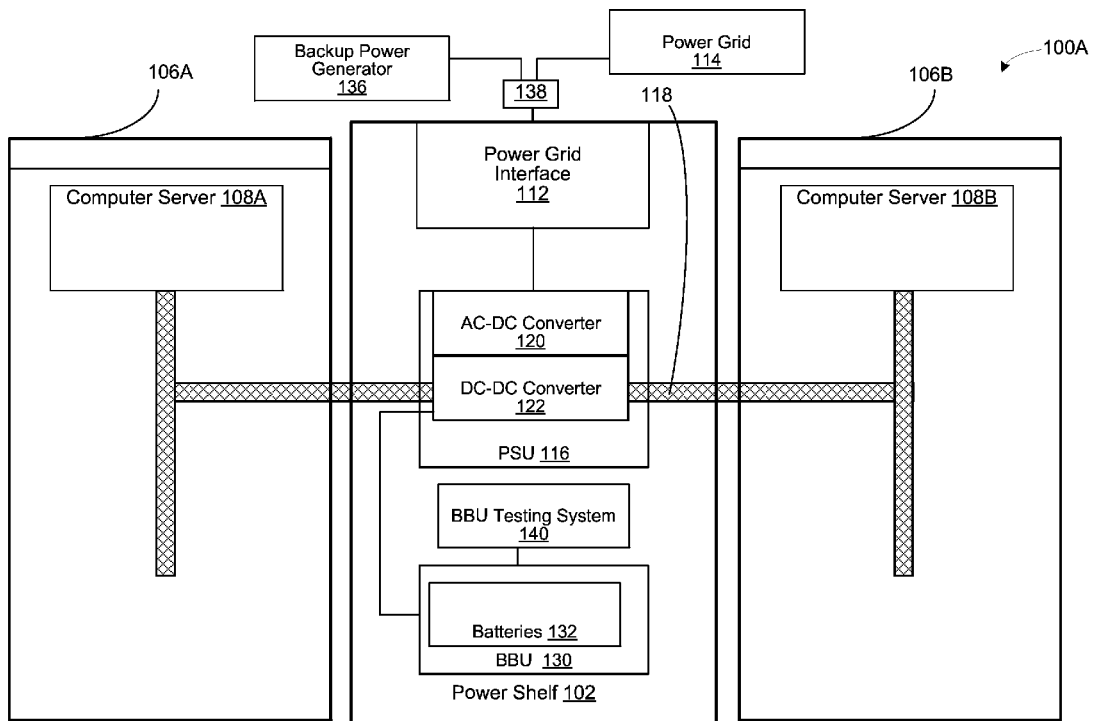 Backup Power
Generator
136
Power Grid
114
100A
106A
138
118
106B
Power Grid
Interface
112
Computer Server 108A
Computer Server 108B
AC-DC Converter
120
DC-DC Converter
122
PSU 116
BBU Testing System
140
Batteries 132
BBU 130
Power Shelf 102